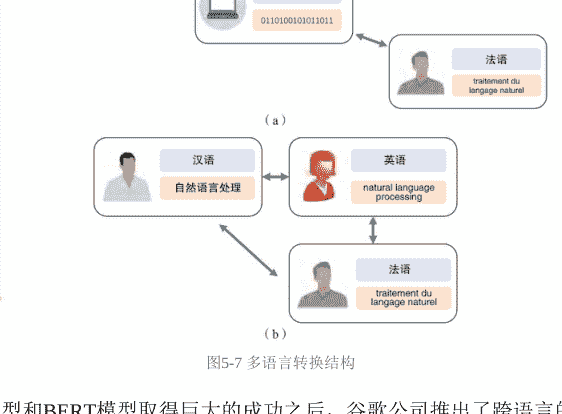 0110100101011011
法语
traitement du
langage naturel
（a）
汉语
自然语言处理
英语
natural language
processing
法语
traitement du
langage naturel
（b）
图5-7 多语言转换结构
型和BERT模型取得巨大的成功之后，谷歌公司推出了跨语言的